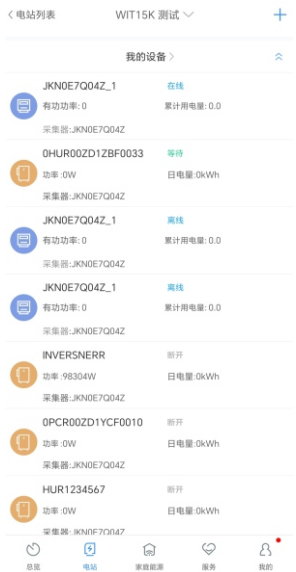 电站列表 WIT15K 测试
我的设备
JKN0E7Q04Z_1 在线
有功功率: 0 累计用电量: 0.0
采集器:JKN0E7Q04Z
0HUR00ZD1ZBF0033 等待
功率 :0W 日电量:0kWh
采集器:JKN0E7Q04Z
JKN0E7Q04Z_1 离线
有功功率: 0 累计用电量: 0.0
采集器:JKN0E7Q04Z
JKN0E7Q04Z_1 离线
有功功率: 0 累计用电量: 0.0
采集器:JKN0E7Q04Z
INVERSNERR 断开
功率 :98304W 日电量:0kWh
采集器:JKN0E7Q04Z
0PCR00ZD1YCF0010 断开
功率 :0W 日电量:0kWh
采集器:JKN0E7Q04Z
HUR1234567 断开
功率 :0W 日电量:0kWh
采集器:JKN0E7Q04Z
总览 电站 家庭能源 服务 我的